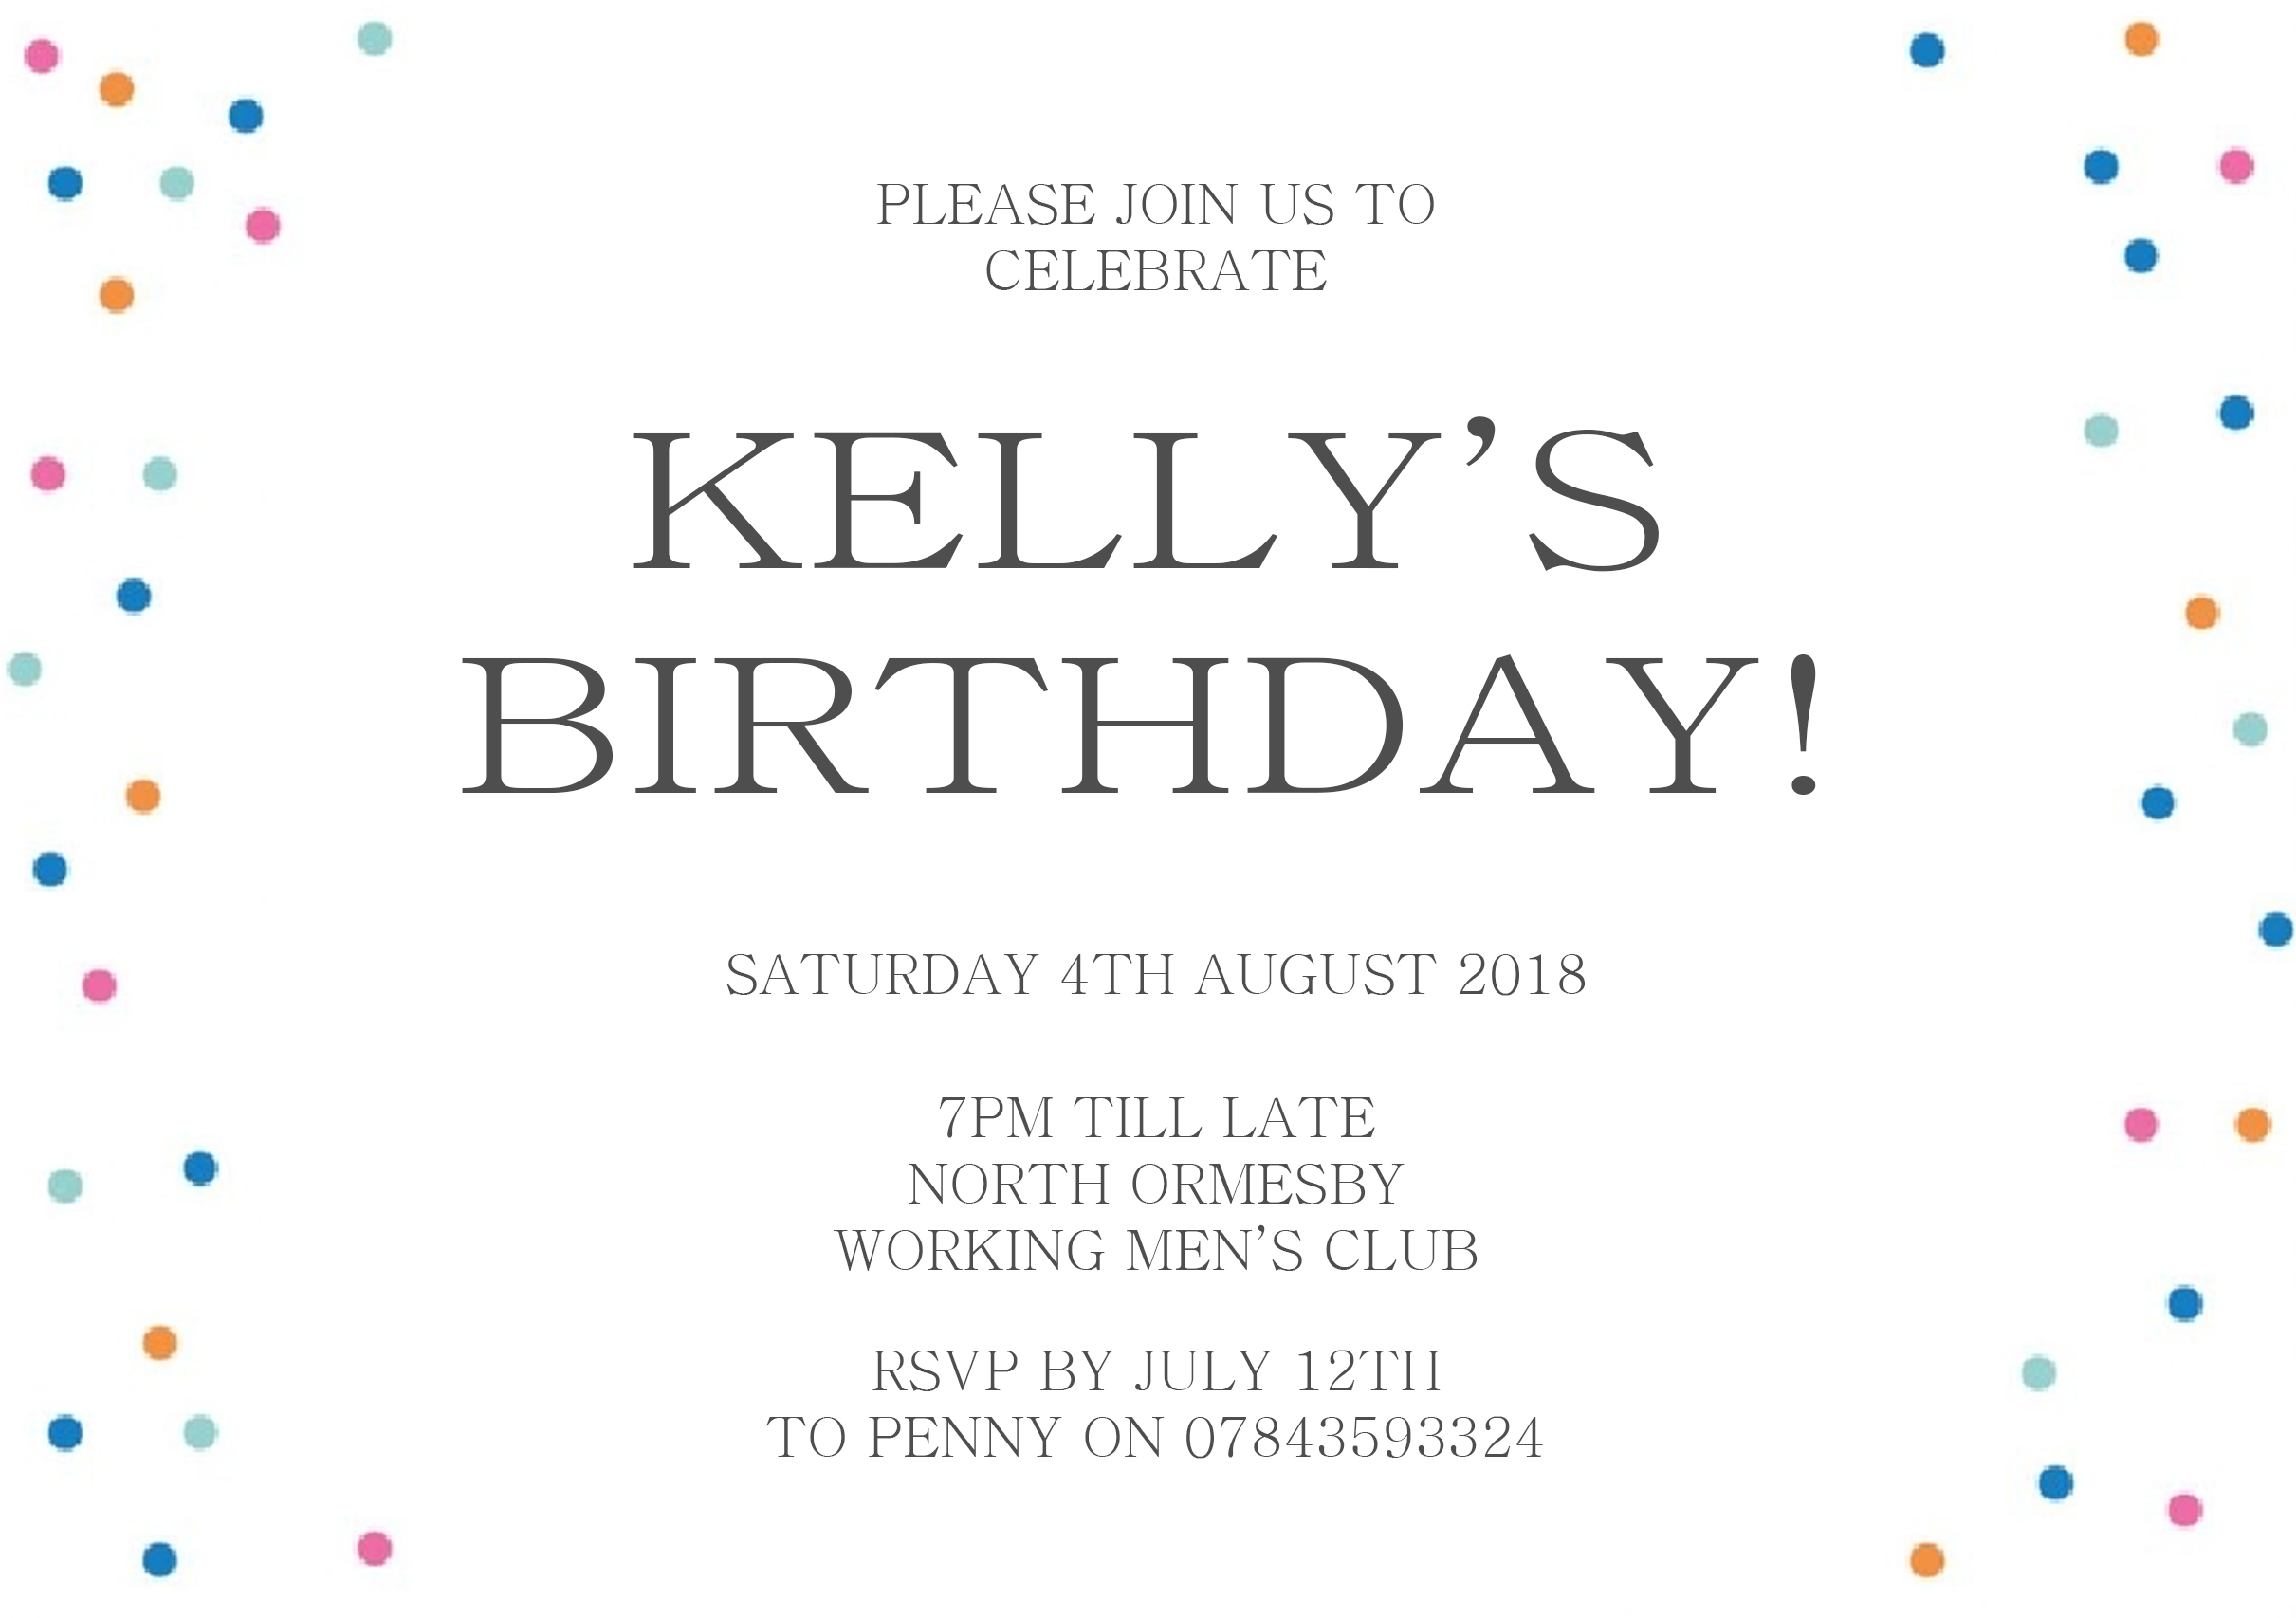 PLEASE JOIN US TO
CELEBRATE
KELLY’S
BIRTHDAY!
SATURDAY 4TH AUGUST 2018
7PM TILL LATE
NORTH ORMESBY
WORKING MEN’S CLUB
RSVP BY JULY 12TH
TO PENNY ON 07843593324